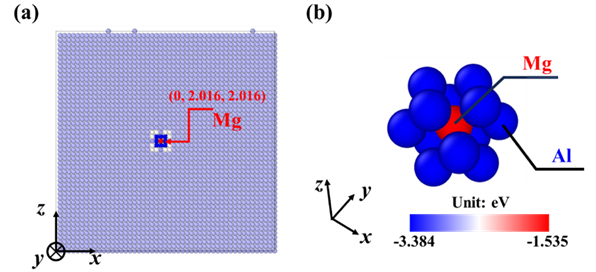 (a)
(0, 2.016, 2.016)
Mg
z
y
x
(b)
Mg
Al
z
y
x
Unit: eV
-3.384
-1.535